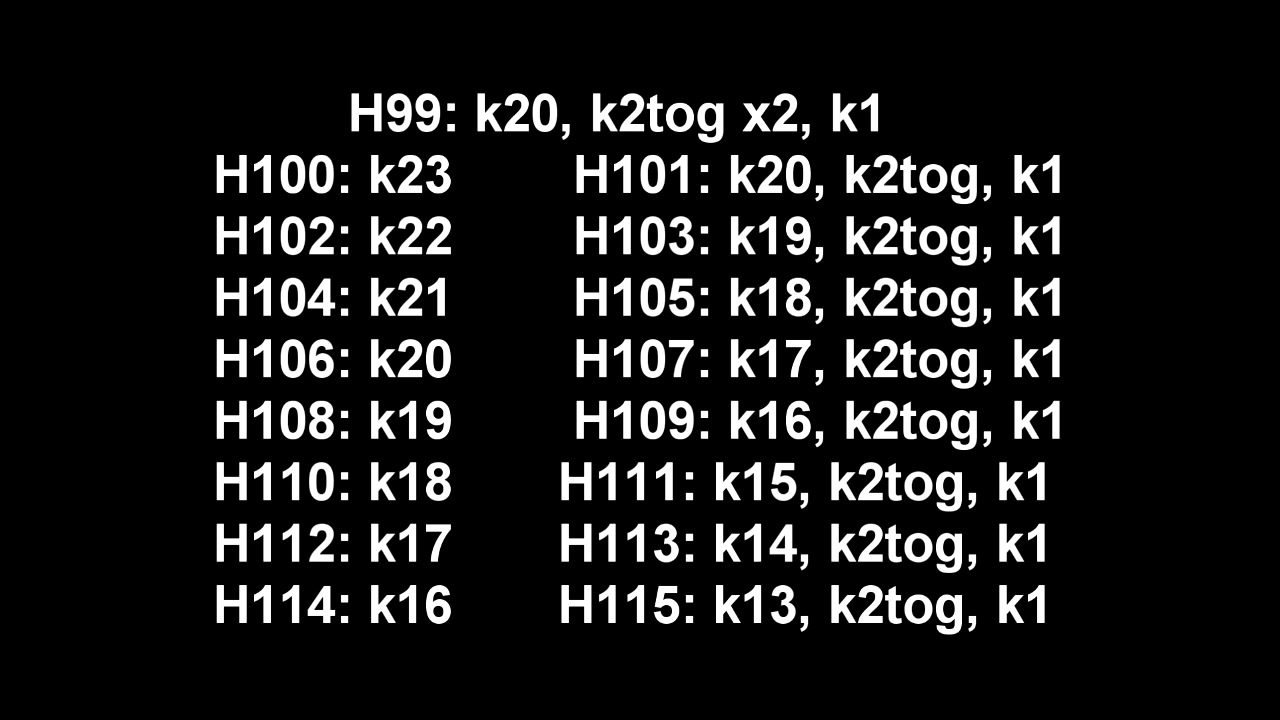 H99: k20, k2tog x2, k1
H100: k23 H101: k20, k2tog, k1
H102: k22 H103: k19, k2tog, k1
H104: k21 H105: k18, k2tog, k1
H106: k20 H107: k17, k2tog, k1
H108: k19 H109: k16, k2tog, k1
H110: k18 H111: k15, k2tog, k1
H112: k17 H113: k14, k2tog, k1
H114: k16 H115: k13, k2tog, k1